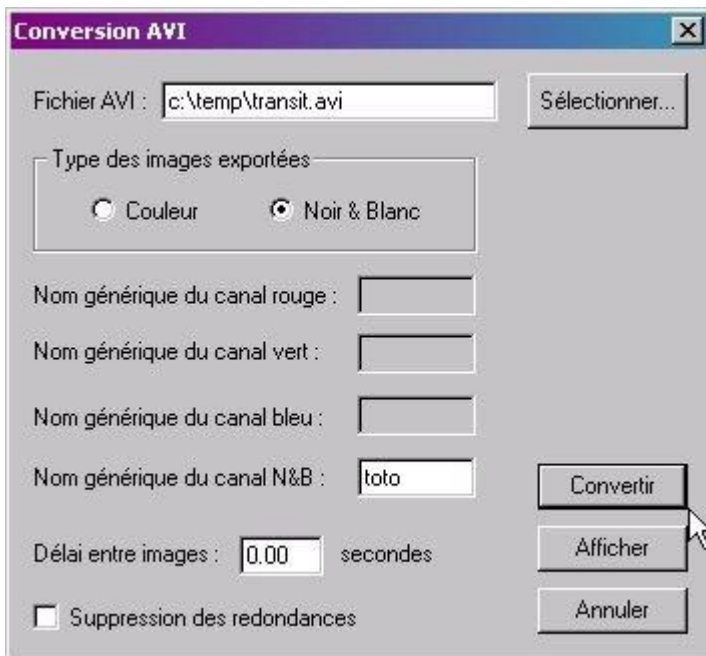 Conversion AVI
Fichier AVI : c:\temp\transit.avi Sélectionner...
Type des images exportées
Couleur Noir & Blanc
Nom générique du canal rouge :
Nom générique du canal vert :
Nom générique du canal bleu :
Nom générique du canal N&B : toto
Convertir
Délai entre images : 0.00 secondes
Afficher
Suppression des redondances
Annuler